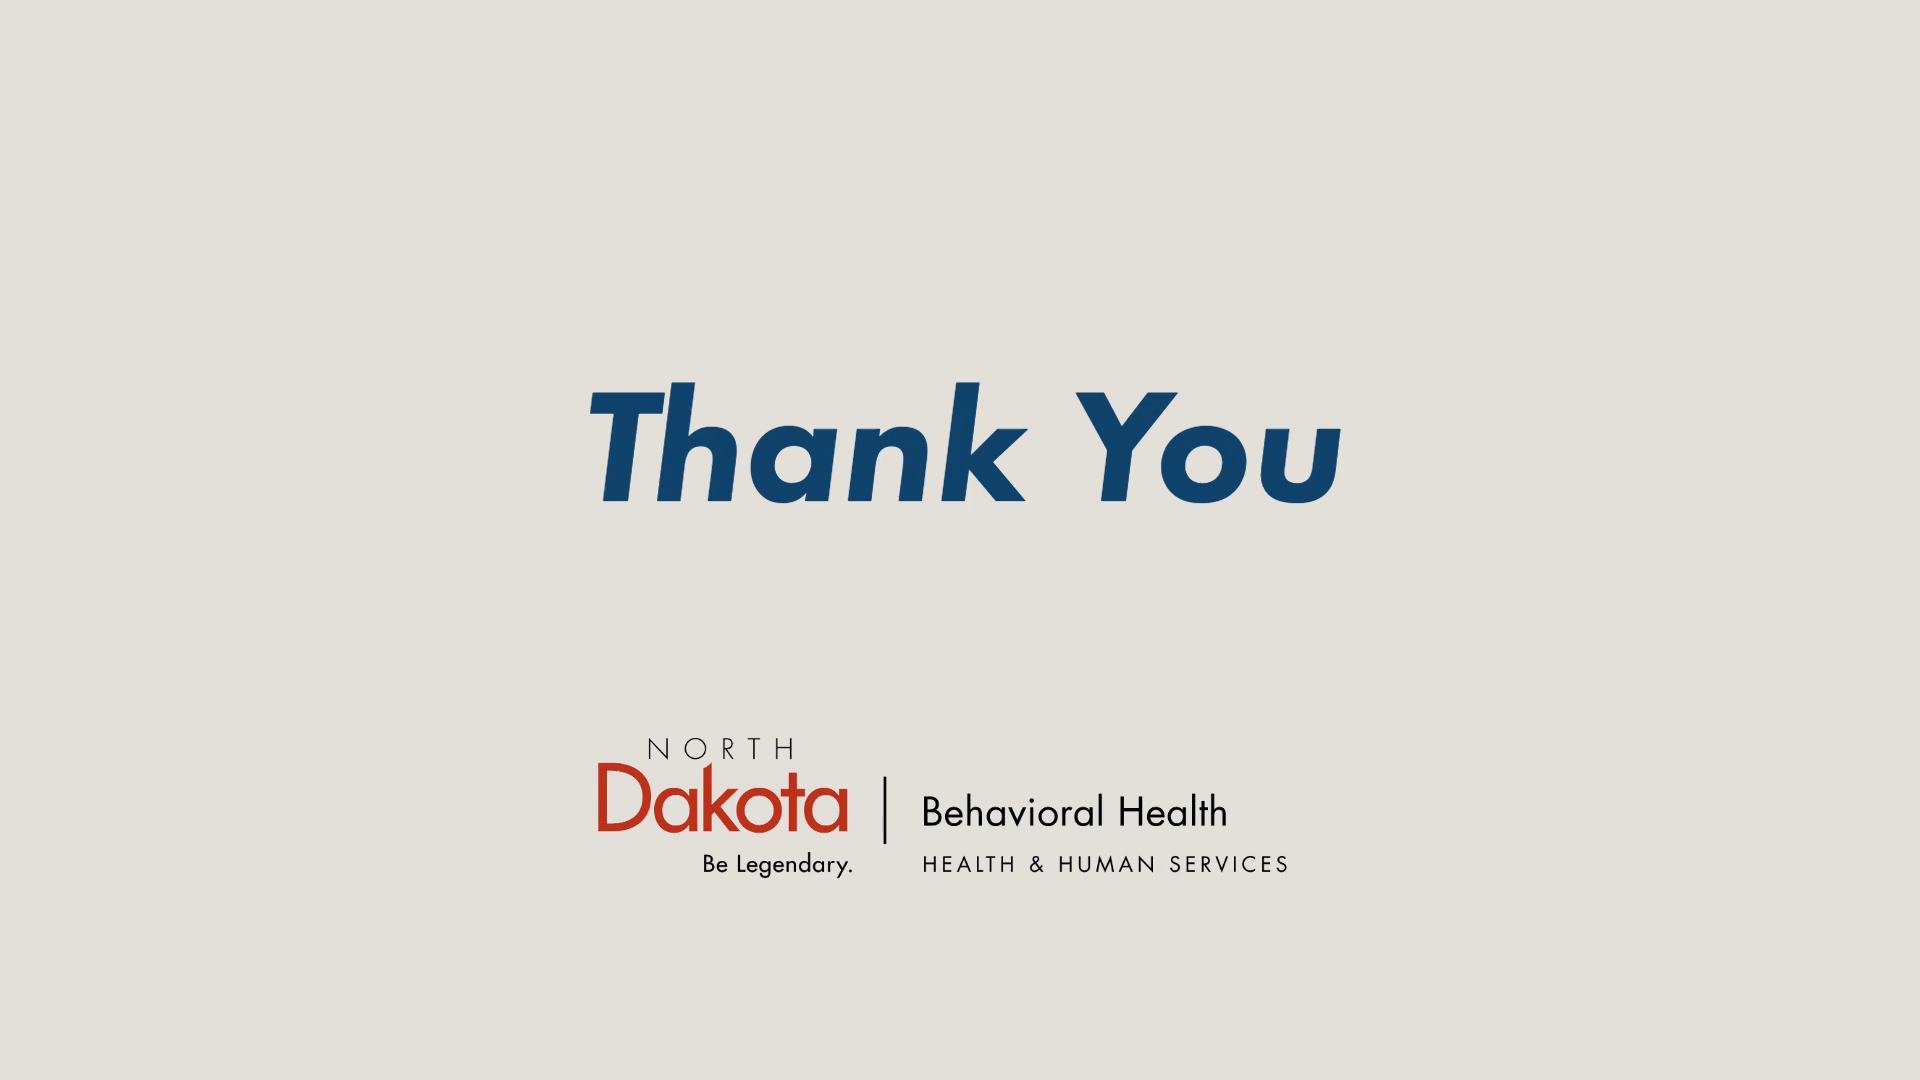 Thank You
NORTH
Dakota
Be Legendary.
Behavioral Health
HEALTH & HUMAN SERVICES